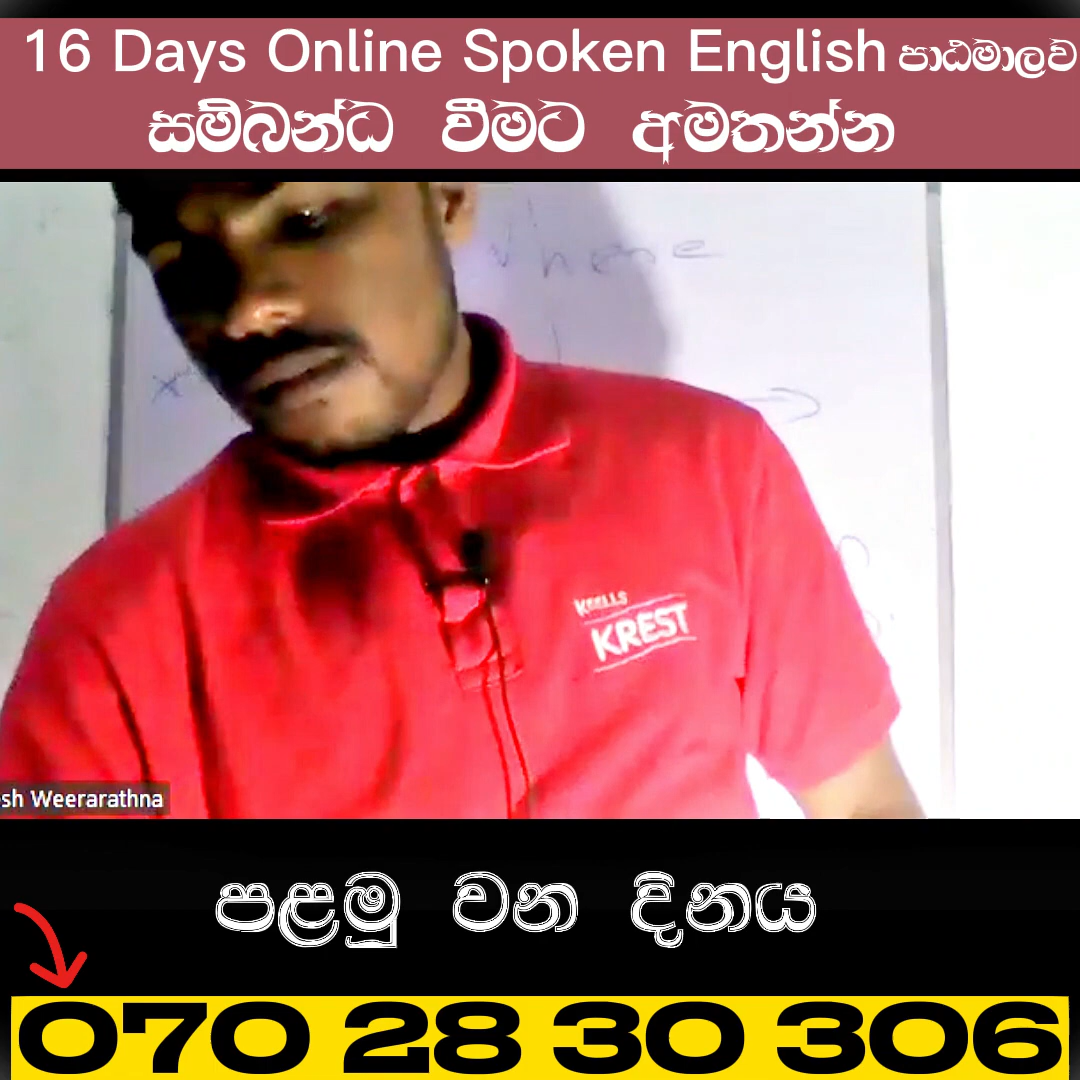 16 Days Online Spoken English පාඨමාලව
සම්බන්ධ වීමට අමතන්න
KEELLS
KREST
sh Weerarathna
පළමු වන දිනය
070 28 30 306